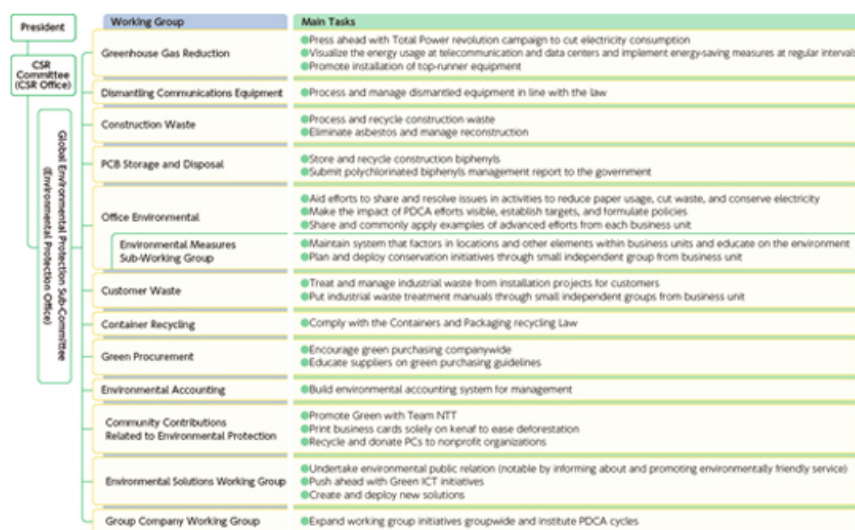 President
CSR
Committee
(CSR Office)
Global Environmental Protection Sub-Committee
(Environmental Protection Office)
Working Group
Main Tasks
Greenhouse Gas Reduction
●Press ahead with Total Power revolution campaign to cut electricity consumption
●Visualize the energy usage at telecommunication and data centers and implement energy-saving measures at regular intervals
●Promote installation of top-runner equipment
Dismantling Communications Equipment
●Process and manage dismantled equipment in line with the law
Construction Waste
●Process and recycle construction waste
●Eliminate asbestos and manage reconstruction
PCB Storage and Disposal
●Store and recycle construction biphenyls
●Submit polychlorinated biphenyls management report to the government
Office Environmental
●Aid efforts to share and resolve issues in activities to reduce paper usage, cut waste, and conserve electricity
●Make the impact of PDCA efforts visible, establish targets, and formulate policies
●Share and commonly apply examples of advanced efforts from each business unit
Environmental Measures
Sub-Working Group
●Maintain system that factors in locations and other elements within business units and educate on the environment
●Plan and deploy conservation initiatives through small independent group from business unit
Customer Waste
●Treat and manage industrial waste from installation projects for customers
●Put industrial waste treatment manuals through small independent groups from business unit
Container Recycling
●Comply with the Containers and Packaging recycling Law
Green Procurement
●Encourage green purchasing companywide
●Educate suppliers on green purchasing guidelines
Environmental Accounting
●Build environmental accounting system for management
Community Contributions
Related to Environmental Protection
●Promote Green with Team NTT
●Print business cards solely on kenaf to ease deforestation
●Recycle and donate PCs to nonprofit organizations
Environmental Solutions Working Group
●Undertake environmental public relation (notable by informing about and promoting environmentally friendly service)
●Push ahead with Green ICT initiatives
●Create and deploy new solutions
Group Company Working Group
●Expand working group initiatives groupwide and institute PDCA cycles